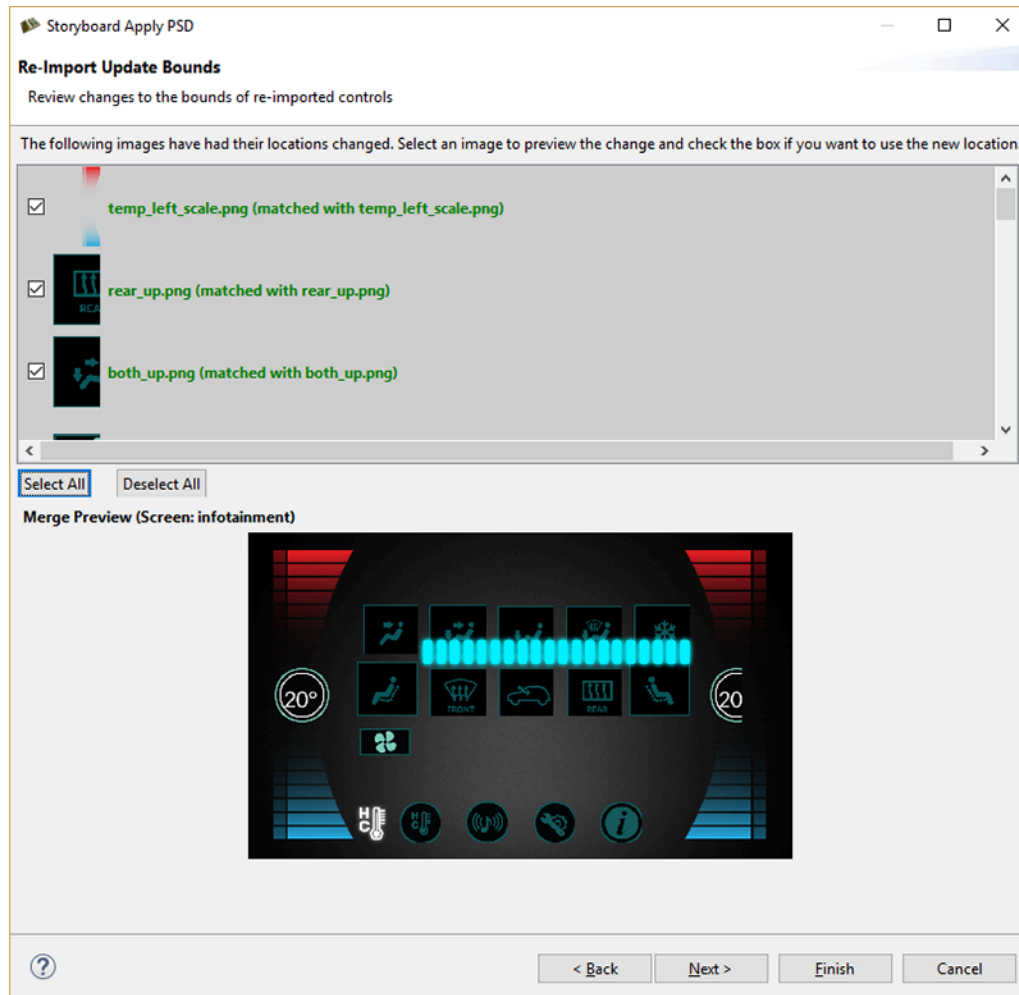 Storyboard Apply PSD
Re-Import Update Bounds
Review changes to the bounds of re-imported controls
The following images have had their locations changed. Select an image to preview the change and check the box if you want to use the new location
temp_left_scale.png (matched with temp_left_scale.png)
REA
rear_up.png (matched with rear_up.png)
both_up.png (matched with both_up.png)
Select All Deselect All
Merge Preview (Screen: infotainment)
20° 20
FRONT REAR
H C H C i
? < Back Next > Finish Cancel